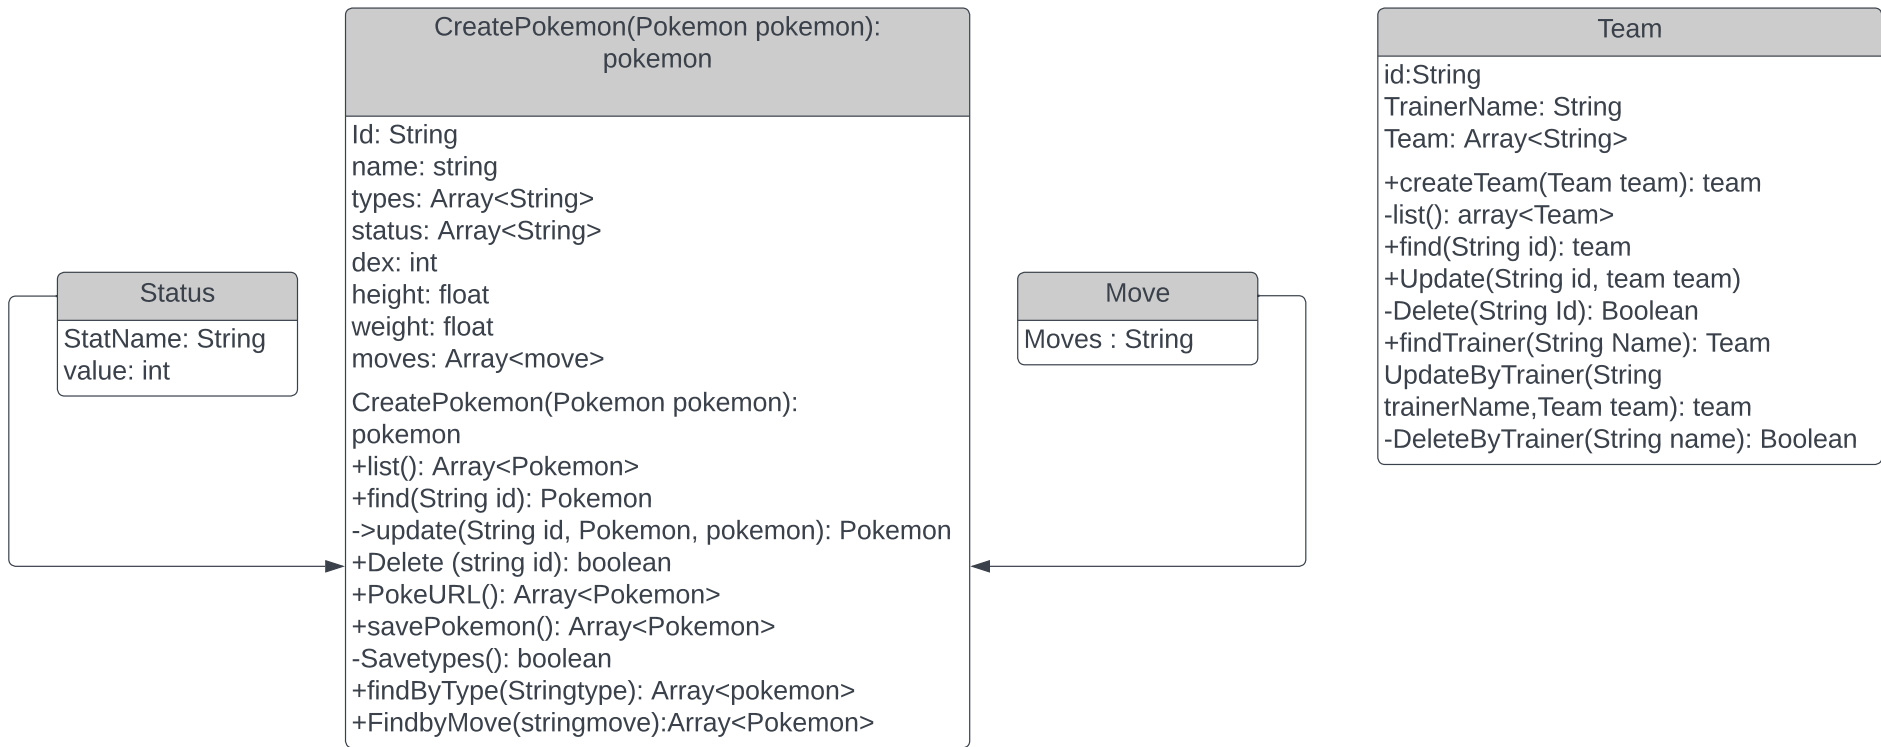 Status
StatName: String
value: int
CreatePokemon(Pokemon pokemon):
pokemon
Id: String
name: string
types: Array<String>
status: Array<String>
dex: int
height: float
weight: float
moves: Array<move>
CreatePokemon(Pokemon pokemon):
pokemon
+list(): Array<Pokemon>
+find(String id): Pokemon
->update(String id, Pokemon, pokemon): Pokemon
+Delete (string id): boolean
+PokeURL(): Array<Pokemon>
+savePokemon(): Array<Pokemon>
-Savetypes(): boolean
+findByType(Stringtype): Array<pokemon>
+FindbyMove(stringmove):Array<Pokemon>
Move
Moves : String
Team
id:String
TrainerName: String
Team: Array<String>
+createTeam(Team team): team
-list(): array<Team>
+find(String id): team
+Update(String id, team team)
-Delete(String Id): Boolean
+findTrainer(String Name): Team
UpdateByTrainer(String
trainerName,Team team): team
-DeleteByTrainer(String name): Boolean